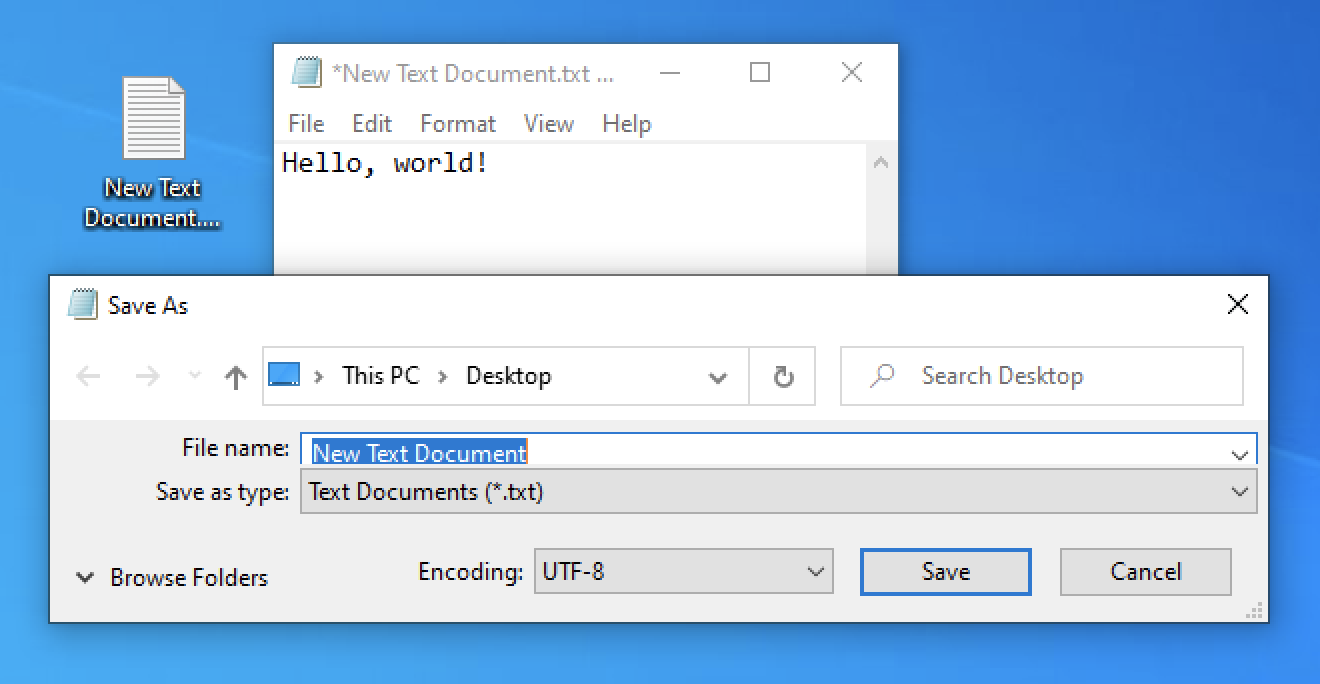 New Text
Document....
*New Text Document.txt ...
File Edit Format View Help
Hello, world!
Save As
This PC > Desktop
Search Desktop
File name: New Text Document
Save as type: Text Documents (*.txt)
Browse Folders
Encoding: UTF-8
Save
Cancel